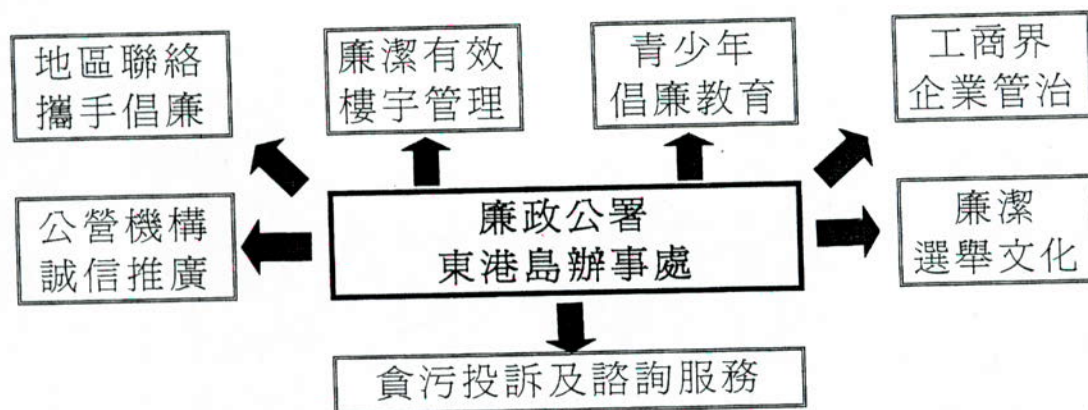 地區聯絡
攜手倡廉
廉潔有效
樓宇管理
青少年
倡廉教育
工商界
企業管治
公營機構
誠信推廣
廉政公署
東港島辦事處
廉潔
選舉文化
貪污投訴及諮詢服務